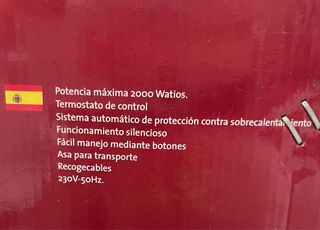 Potencia máxima 2000 Watios.
Termostato de control
Sistema automático de protección contra sobrecalentamiento
Funcionamiento silencioso
Fácil manejo mediante botones
Asa para transporte
Recogecables
230V-50Hz.